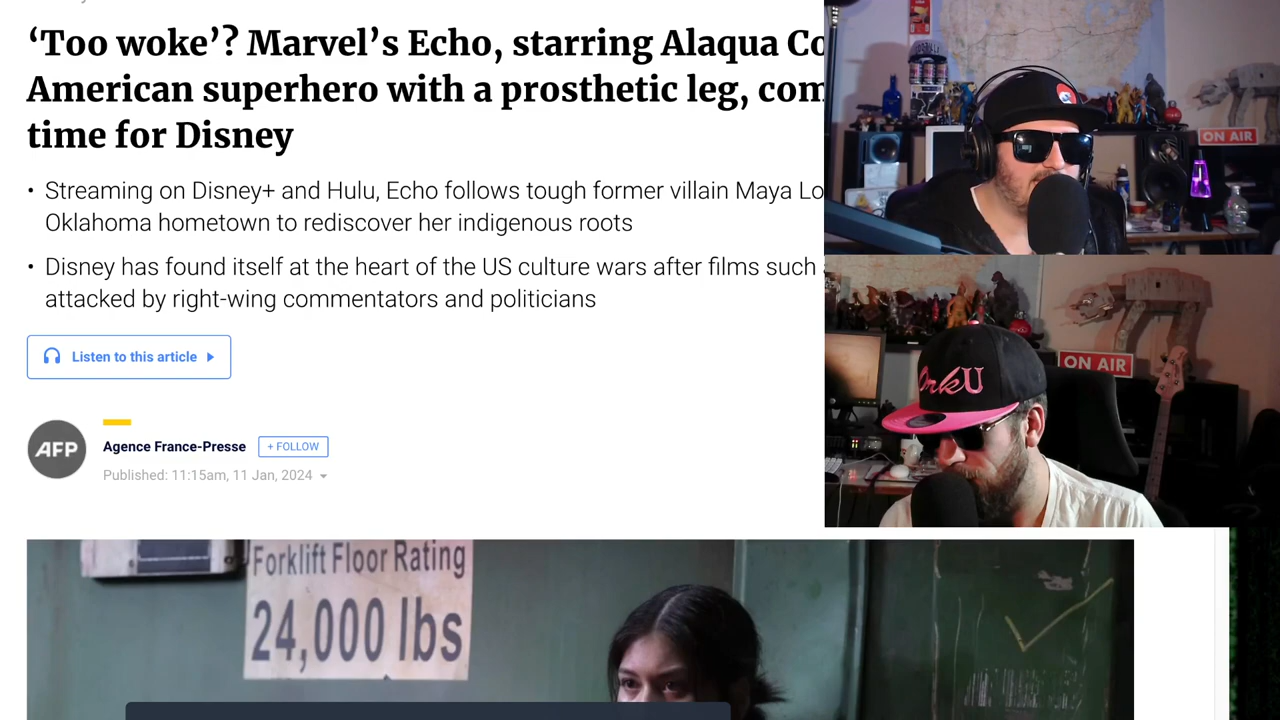 ‘Too woke’? Marvel’s Echo, starring Alaqua Co
American superhero with a prosthetic leg, com
time for Disney
• Streaming on Disney+ and Hulu, Echo follows tough former villain Maya Lo
Oklahoma hometown to rediscover her indigenous roots
• Disney has found itself at the heart of the US culture wars after films such
attacked by right-wing commentators and politicians
Listen to this article
AFP
Agence France-Presse
+ FOLLOW
Published: 11:15am, 11 Jan, 2024
ON AIR
ON AIR
OrkU
Forklift Floor Rating
24,000 lbs